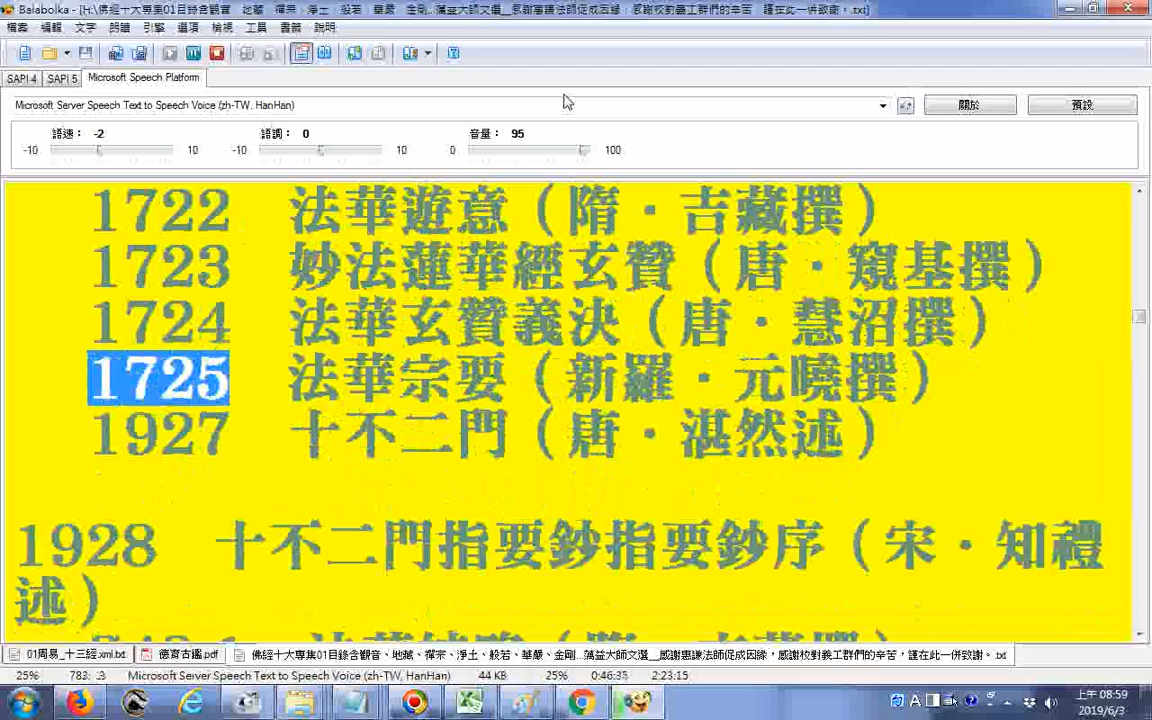 Balabolka - [H:\佛經十大專集01目錄含觀音 地藏 禪宗 淨土 般若 華嚴 金剛...蕅益大師文選__感謝惠謙法師促成因緣，感謝校對義工群們的辛苦 謹在此一併致謝。.txt]
檔案 編輯 文字 朗讀 引擎 選項 檢視 工具 書籤 說明
SAPI 4 SAPI 5 Microsoft Speech Platform
Microsoft Server Speech Text to Speech Voice (zh-TW, HanHan) 關於 預設
語速： -2 語調： 0 音量： 95
-10 10 -10 10 0 100
1722 法華遊意（隋．吉藏撰）
1723 妙法蓮華經玄贊（唐．窺基撰）
1724 法華玄贊義決（唐．慧沼撰）
1725 法華宗要（新羅．元曉撰）
1927 十不二門（唐．湛然述）
1928 十不二門指要鈔指要鈔序（宋．知禮
述）
01周易_十三經.xml.txt 德育古鑑.pdf 佛經十大專集01目錄含觀音、地藏、禪宗、淨土、般若、華嚴、金剛...蕅益大師文選__感謝惠謙法師促成因緣，感謝校對義工群們的辛苦，謹在此一併致謝。.txt
25% Microsoft Server Speech Text to Speech Voice (zh-TW, HanHan) 44 KB 25% 0:46:35 2:23:15
上午 08:59
2019/6/3